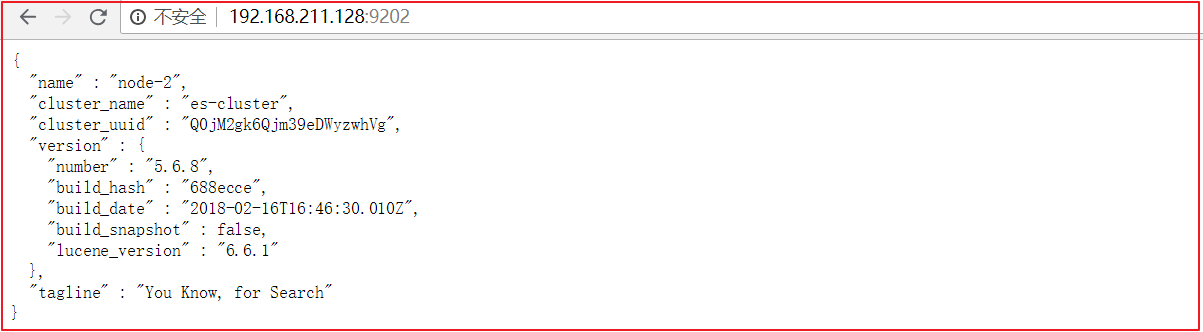 不安全 192.168.211.128:9202
{
"name" : "node-2",
"cluster_name" : "es-cluster",
"cluster_uuid" : "Q0jM2gk6Qjm39eDWyzwhVg",
"version" : {
"number" : "5.6.8",
"build_hash" : "688ecce",
"build_date" : "2018-02-16T16:46:30.010Z",
"build_snapshot" : false,
"lucene_version" : "6.6.1"
},
"tagline" : "You Know, for Search"
}